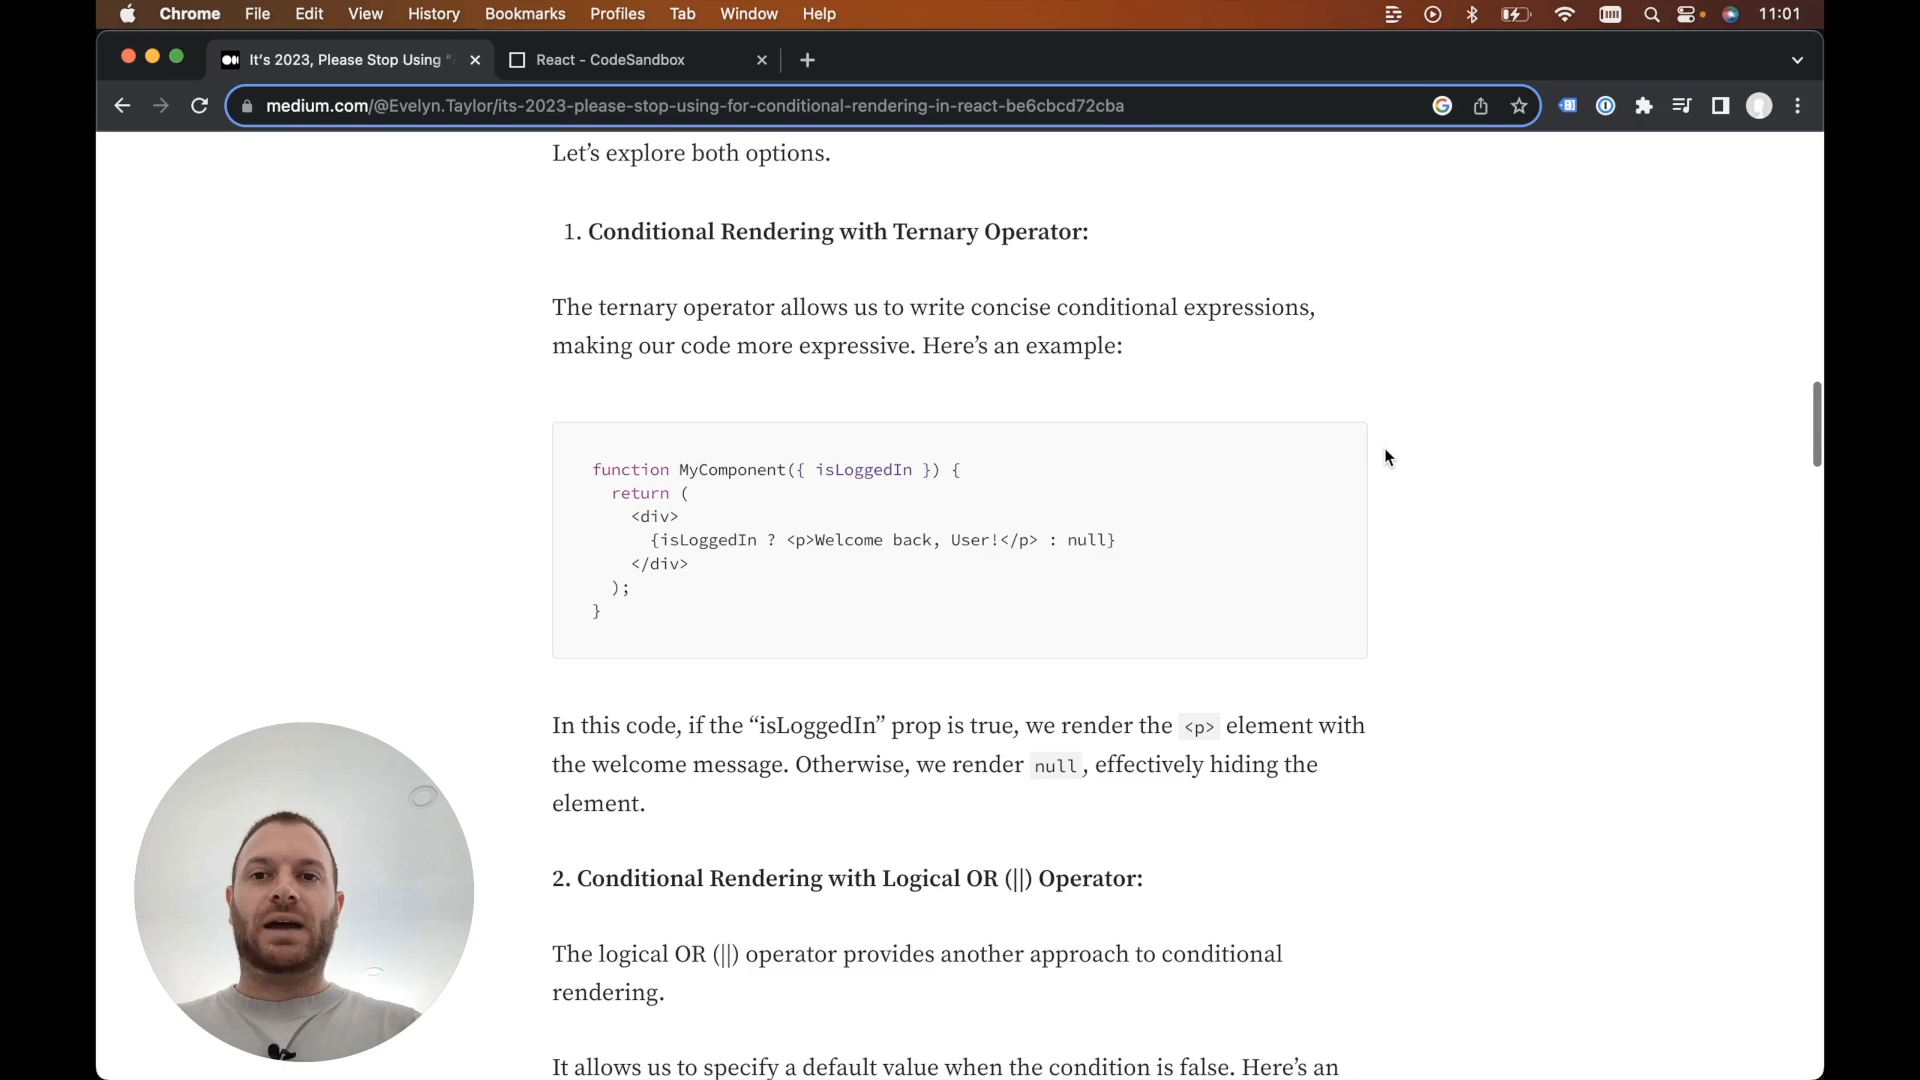 Chrome File Edit View History Bookmarks Profiles Tab Window Help 11:01
It's 2023, Please Stop Using "
React - CodeSandbox
medium.com/@Evelyn.Taylor/its-2023-please-stop-using-for-conditional-rendering-in-react-be6cbcd72cba
Let's explore both options.
1. Conditional Rendering with Ternary Operator:
The ternary operator allows us to write concise conditional expressions,
making our code more expressive. Here's an example:
function MyComponent({ isLoggedIn }) {
  return (
    <div>
      {isLoggedIn ? <p>Welcome back, User!</p> : null}
    </div>
  );
}
In this code, if the “isLoggedIn” prop is true, we render the <p> element with
the welcome message. Otherwise, we render null, effectively hiding the
element.
2. Conditional Rendering with Logical OR (||) Operator:
The logical OR (||) operator provides another approach to conditional
rendering.
It allows us to specify a default value when the condition is false. Here's an